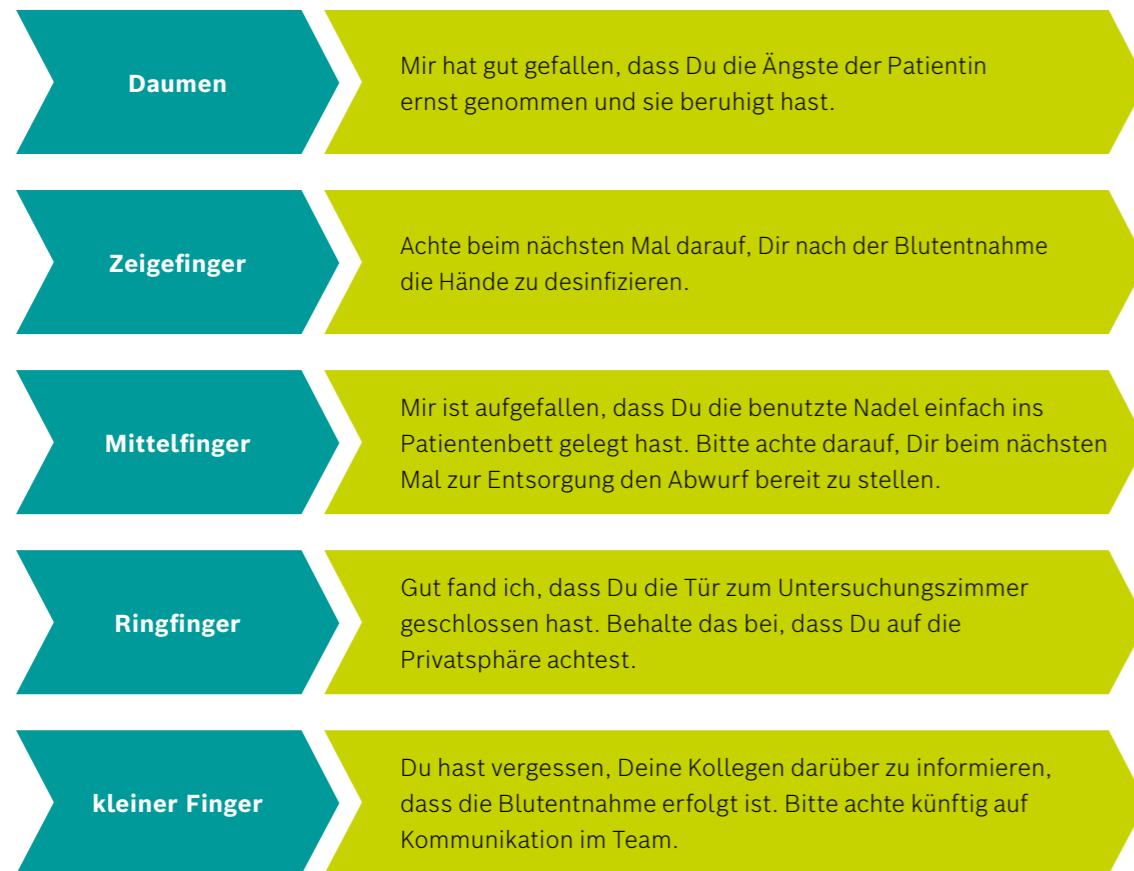 Daumen
Mir hat gut gefallen, dass Du die Ängste der Patientin
ernst genommen und sie beruhigt hast.
Zeigefinger
Achte beim nächsten Mal darauf, Dir nach der Blutentnahme
die Hände zu desinfizieren.
Mittelfinger
Mir ist aufgefallen, dass Du die benutzte Nadel einfach ins
Patientenbett gelegt hast. Bitte achte darauf, Dir beim nächsten
Mal zur Entsorgung den Abwurf bereit zu stellen.
Ringfinger
Gut fand ich, dass Du die Tür zum Untersuchungszimmer
geschlossen hast. Behalte das bei, dass Du auf die
Privatsphäre achtest.
kleiner Finger
Du hast vergessen, Deine Kollegen darüber zu informieren,
dass die Blutentnahme erfolgt ist. Bitte achte künftig auf
Kommunikation im Team.